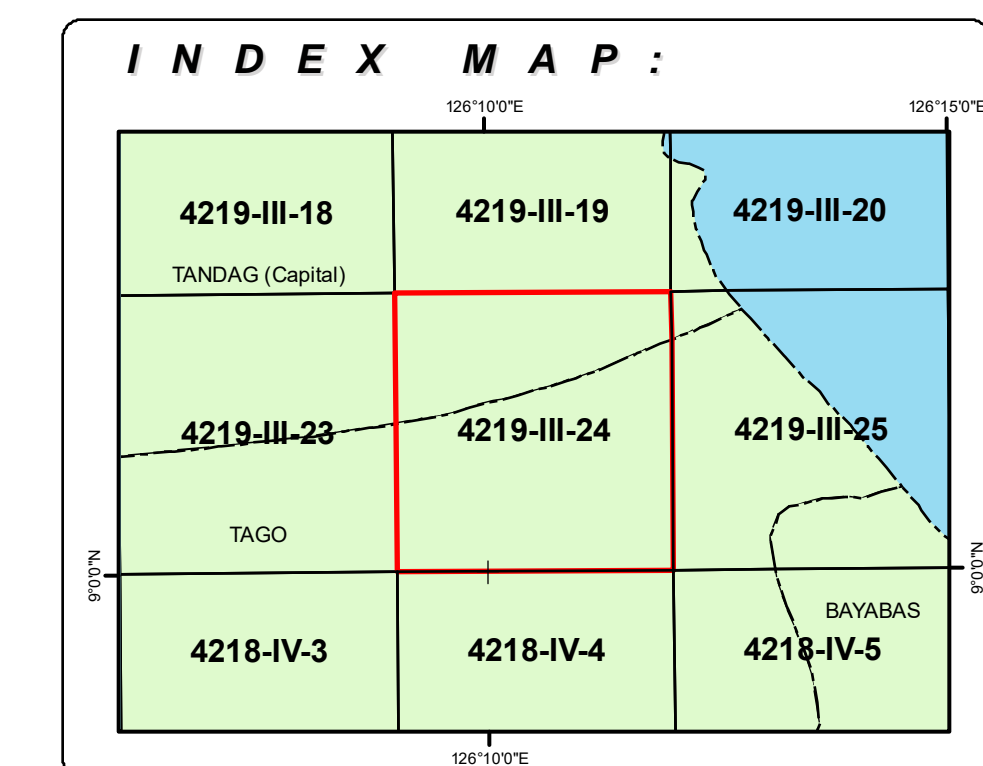 INDEX MAP:
126°10'0"E
126°15'0"E
4219-III-18
4219-III-19
4219-III-20
TANDAG (Capital)
4219-III-23
4219-III-24
4219-III-25
TAGO
9°0'0"N
9°0'0"N
BAYABAS
4218-IV-3
4218-IV-4
4218-IV-5
126°10'0"E